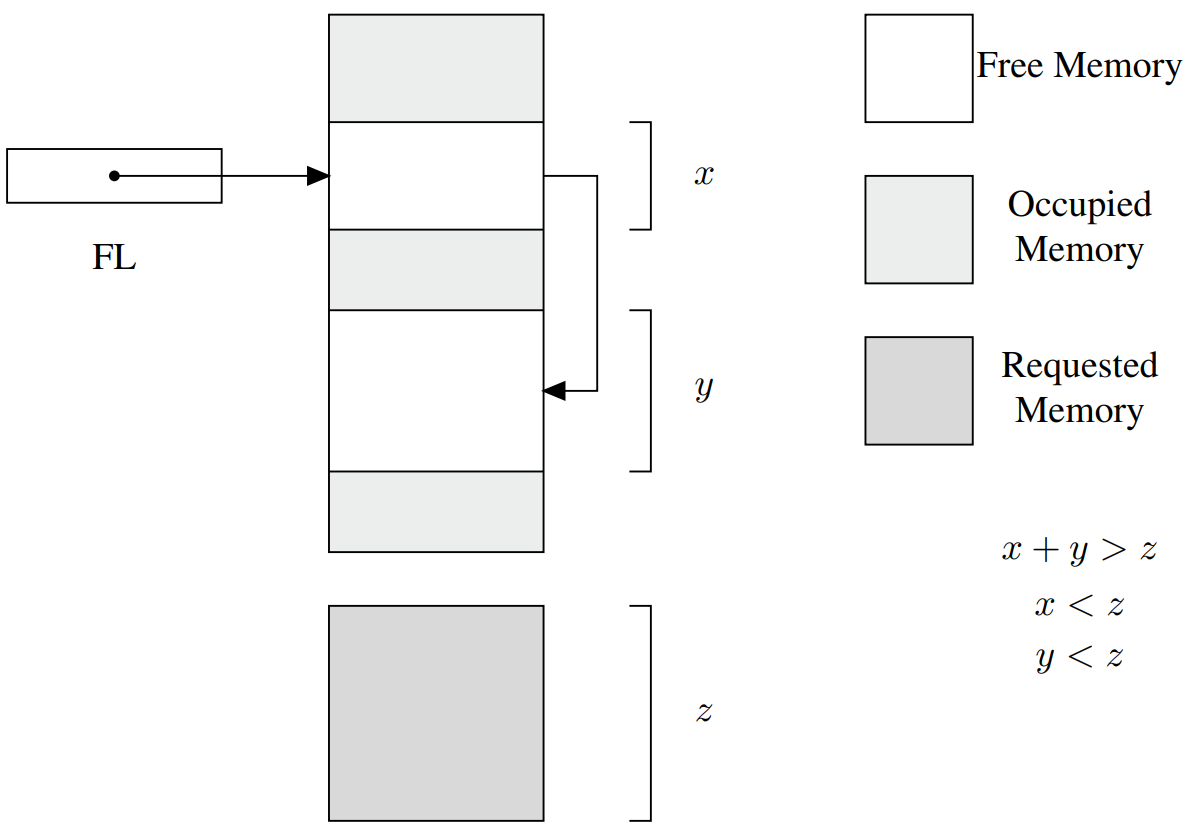 Free Memory
x
FL
Occupied
Memory
y
Requested
Memory
x + y > z
x < z
y < z
z